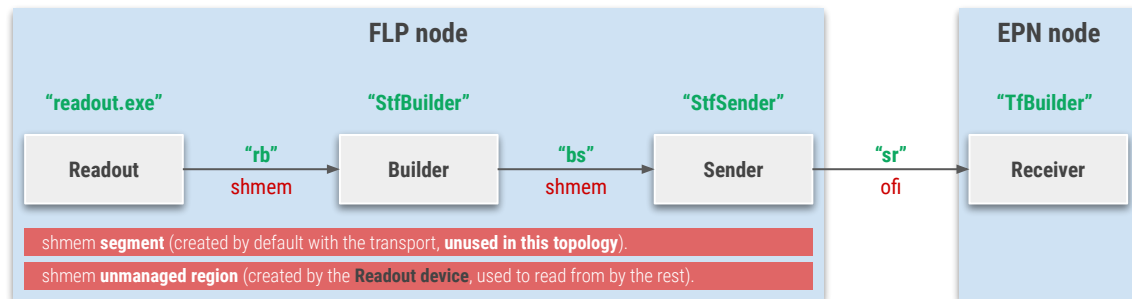 FLP node
EPN node
“readout.exe”
“StfBuilder”
“StfSender”
“TfBuilder”
Readout
“rb”
shmem
Builder
“bs”
shmem
Sender
“sr”
ofi
Receiver
shmem segment (created by default with the transport, unused in this topology).
shmem unmanaged region (created by the Readout device, used to read from by the rest).